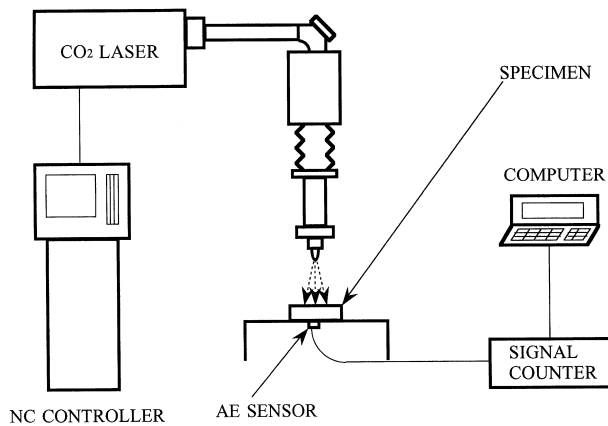 CO2 LASER
SPECIMEN
COMPUTER
SIGNAL
COUNTER
AE SENSOR
NC CONTROLLER